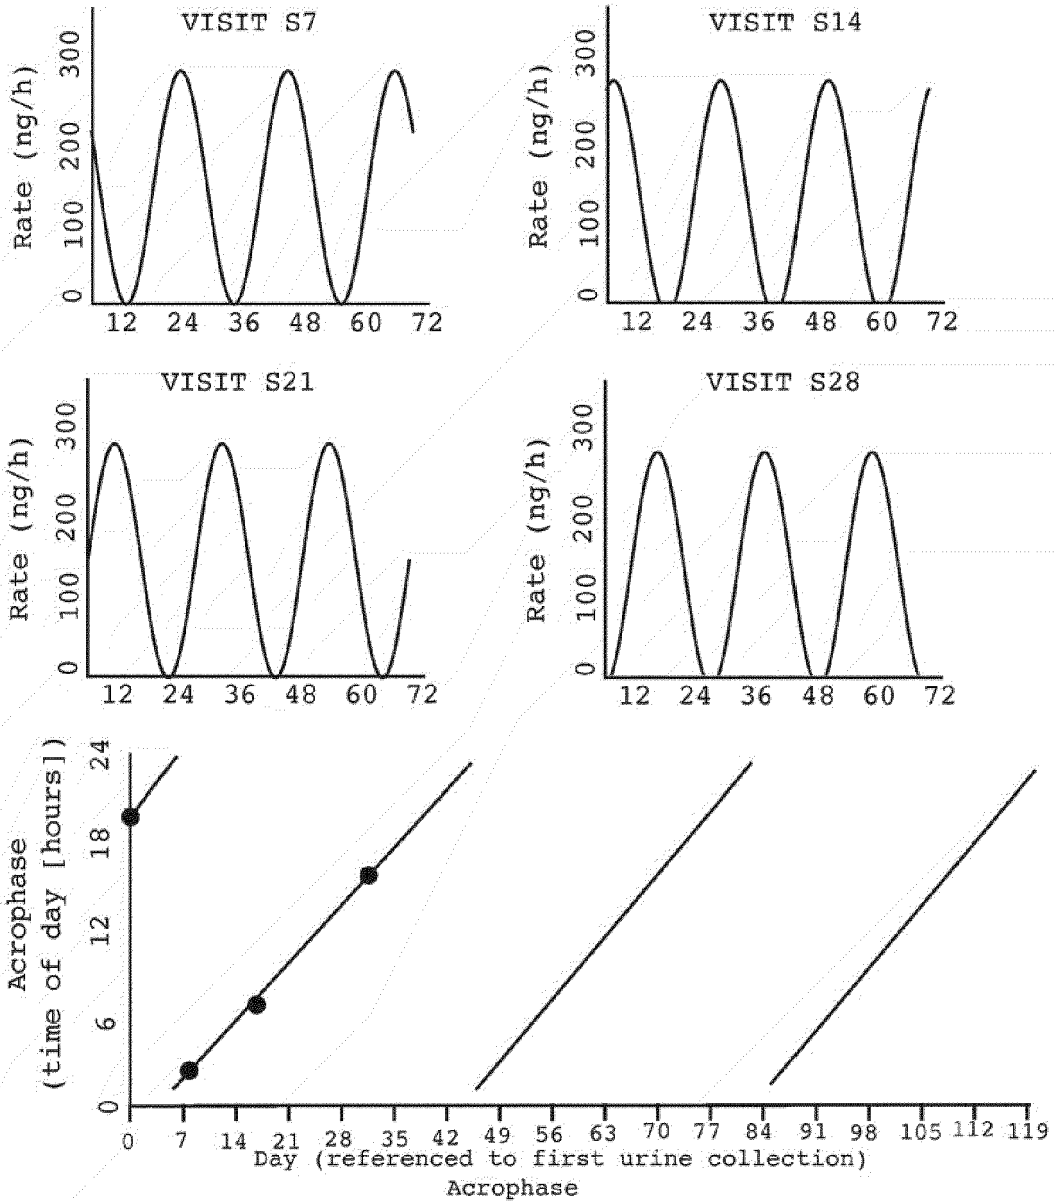 VISIT S7
Rate (ng/h)
300
200
100
0
12 24 36 48 60 72
VISIT S14
Rate (ng/h)
300
200
100
0
12 24 36 48 60 72
VISIT S21
Rate (ng/h)
300
200
100
0
12 24 36 48 60 72
VISIT S28
Rate (ng/h)
300
200
100
0
12 24 36 48 60 72
Acrophase
(time of day [hours])
24
18
12
6
0
0 7 14 21 28 35 42 49 56 63 70 77 84 91 98 105 112 119
Day (referenced to first urine collection)
Acrophase